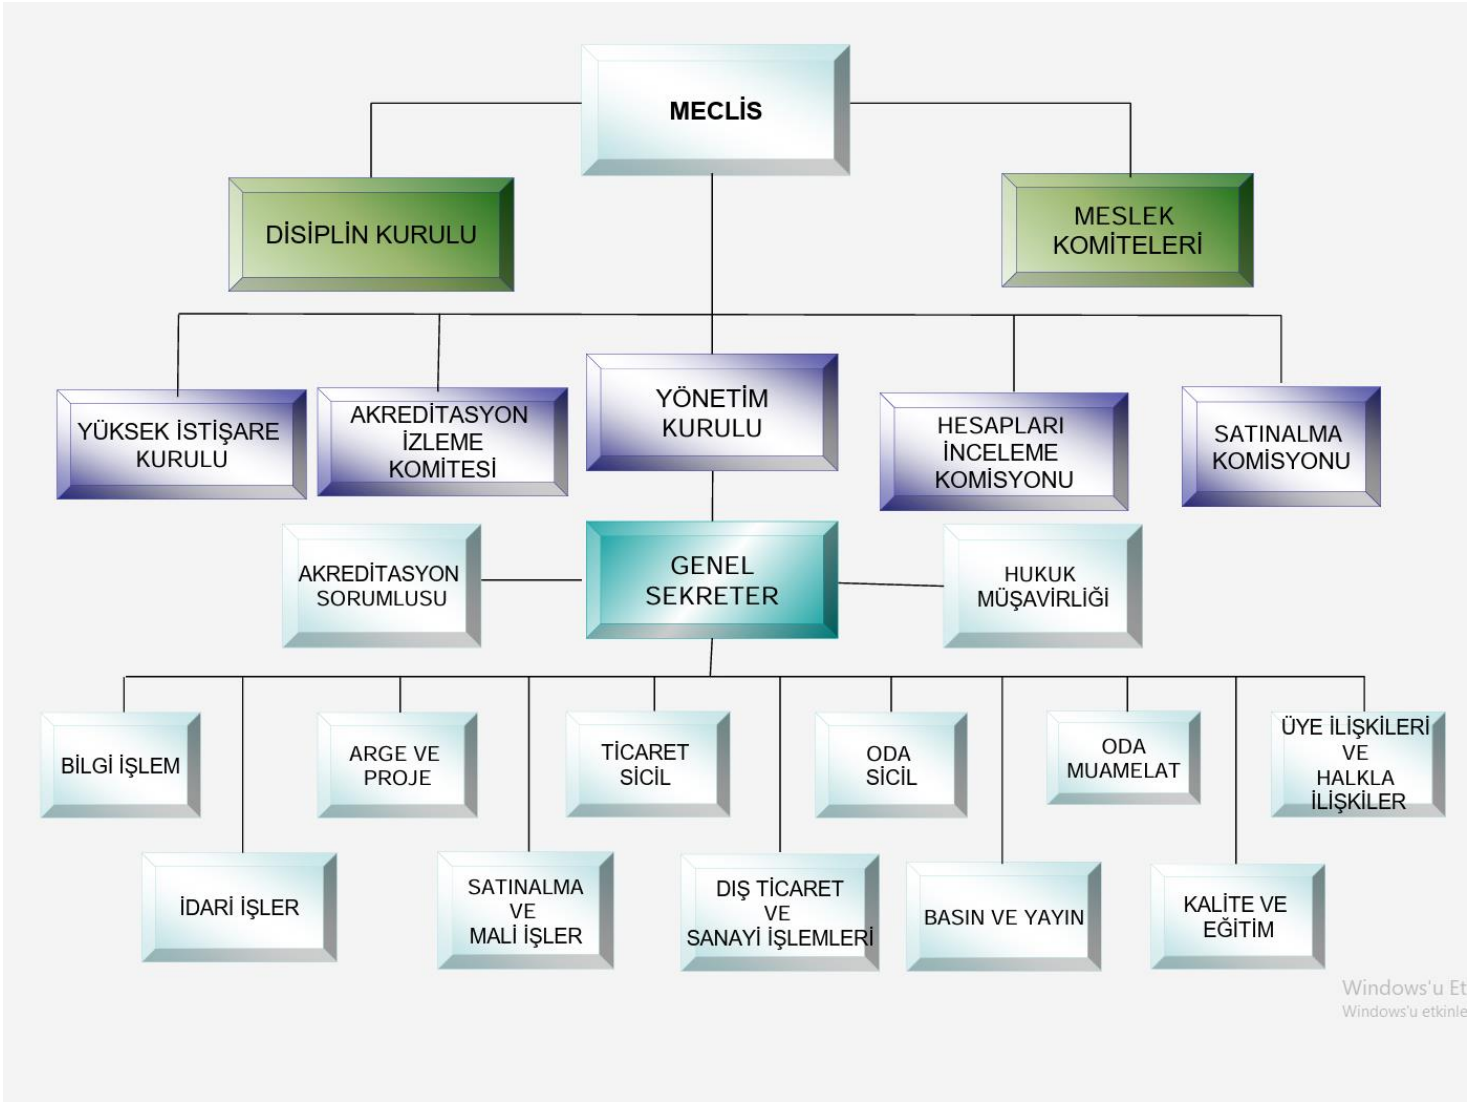 MECLİS
DİSİPLİN KURULU
MESLEK
KOMİTELERİ
YÜKSEK İSTİŞARE
KURULU
AKREDİTASYON
İZLEME
KOMİTESİ
YÖNETİM
KURULU
HESAPLARI
İNCELEME
KOMİSYONU
SATINALMA
KOMİSYONU
AKREDİTASYON
SORUMLUSU
GENEL
SEKRETER
HUKUK
MÜŞAVİRLİĞİ
BİLGİ İŞLEM
ARGE VE
PROJE
TİCARET
SİCİL
ODA
SİCİL
ODA
MUAMELAT
ÜYE İLİŞKİLERİ
VE
HALKLA
İLİŞKİLER
İDARİ İŞLER
SATINALMA
VE
MALİ İŞLER
DIŞ TİCARET
VE
SANAYİ İŞLEMLERİ
BASIN VE YAYIN
KALİTE VE
EĞİTİM
Windows'u Et
Windows'u etkinle